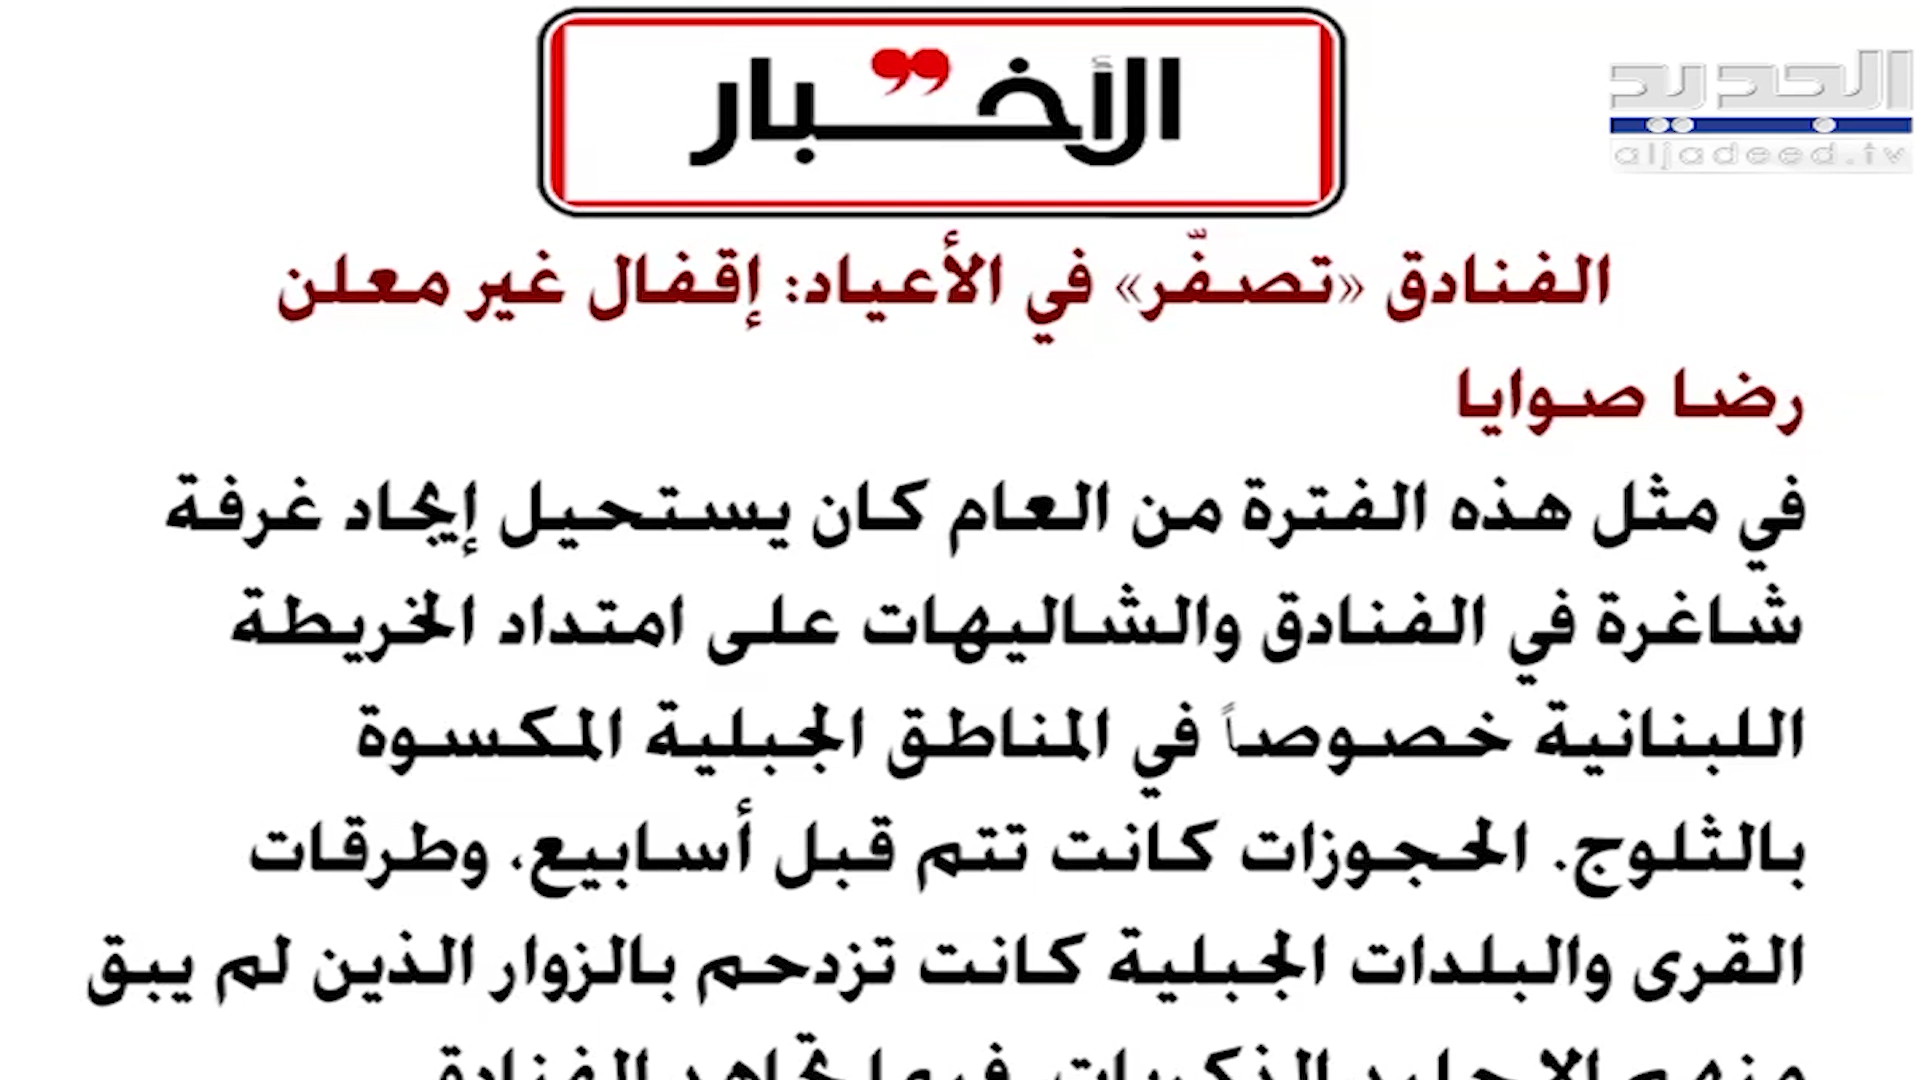 الأخبار
الجديد
aljadeed.tv
الفنادق «تصفّر» في الأعياد: إقفال غير معلن
رضا صوايا
في مثل هذه الفترة من العام كان يستحيل إيجاد غرفة
شاغرة في الفنادق والشاليهات على امتداد الخريطة
اللبنانية خصوصاً في المناطق الجبلية المكسوة
بالثلوج. الحجوزات كانت تتم قبل أسابيع، وطرقات
القرى والبلدات الجبلية كانت تزدحم بالزوار الذين لم يبق